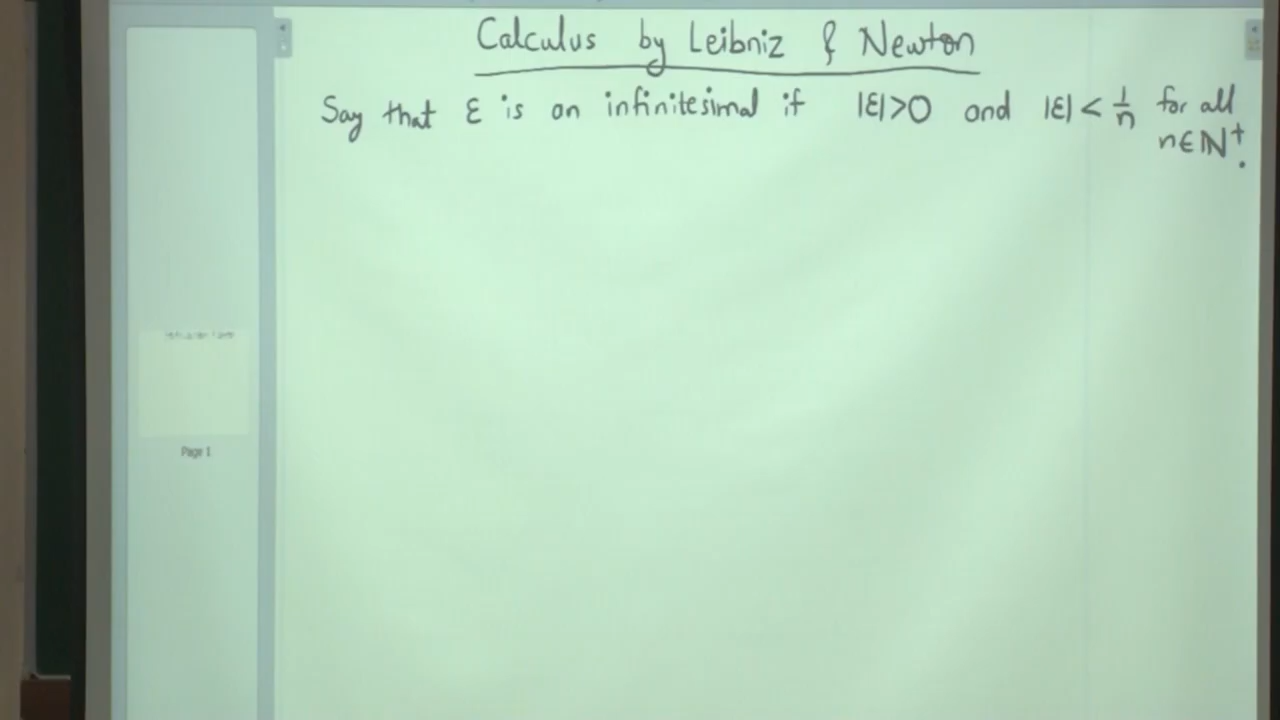 Calculus by Leibniz & Newton
Say that ε is an infinitesimal if |ε|>0 and |ε| < 1/n for all
n∈ℕ⁺.
Page 1